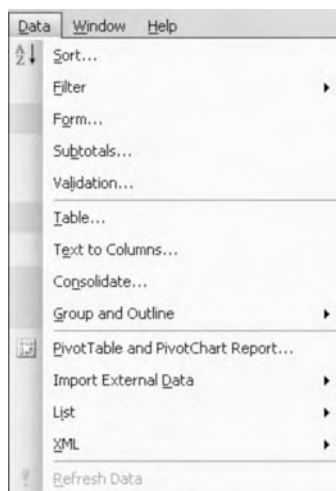 Data Window Help
Sort...
Filter
Form...
Subtotals...
Validation...
Table...
Text to Columns...
Consolidate...
Group and Outline
PivotTable and PivotChart Report...
Import External Data
List
XML
Refresh Data